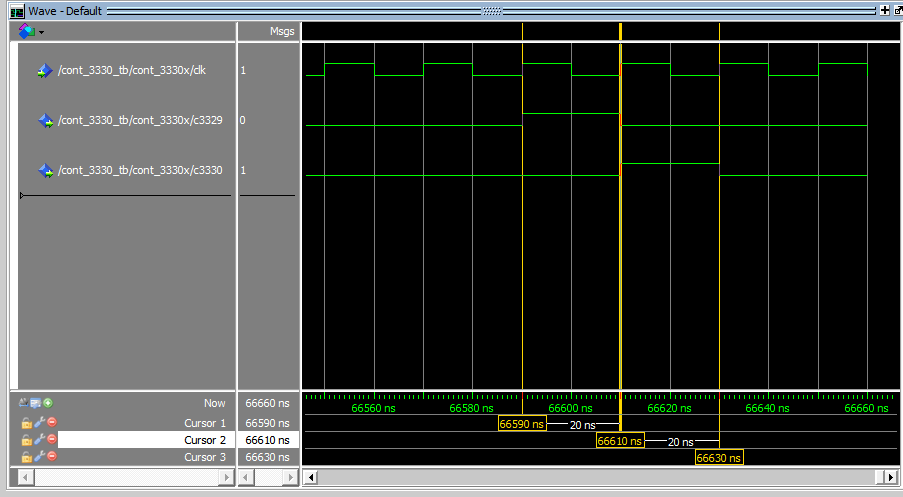 Wave - Default
Msgs
/cont_3330_tb/cont_3330x/clk 1
/cont_3330_tb/cont_3330x/c3329 0
/cont_3330_tb/cont_3330x/c3330 1
Now 66660 ns 66560 ns 66580 ns 66600 ns 66620 ns 66640 ns 66660 ns
Cursor 1 66590 ns 66590 ns 20 ns
Cursor 2 66610 ns 66610 ns 20 ns
Cursor 3 66630 ns 66630 ns